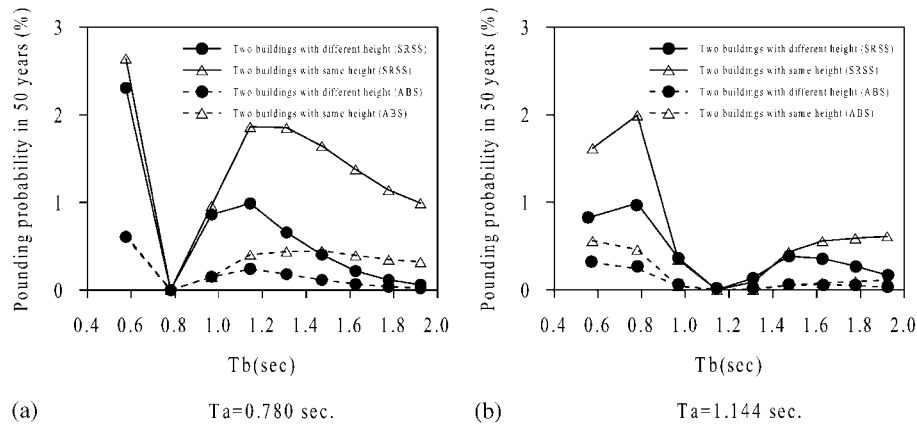 Pounding probability in 50 years (%)
3
2
1
0
Two buildings with different height (SRSS)
Two buildings with same height (SRSS)
Two buildings with different height (ABS)
Two buildings with same height (ABS)
0.4 0.6 0.8 1.0 1.2 1.4 1.6 1.8 2.0
Tb(sec)
(a) Ta=0.780 sec.
Pounding probability in 50 years (%)
3
2
1
0
Two buildings with different height (SRSS)
Two buildings with same height (SRSS)
Two buildings with different height (ABS)
Two buildings with same height (ABS)
0.4 0.6 0.8 1.0 1.2 1.4 1.6 1.8 2.0
Tb(sec)
(b) Ta=1.144 sec.